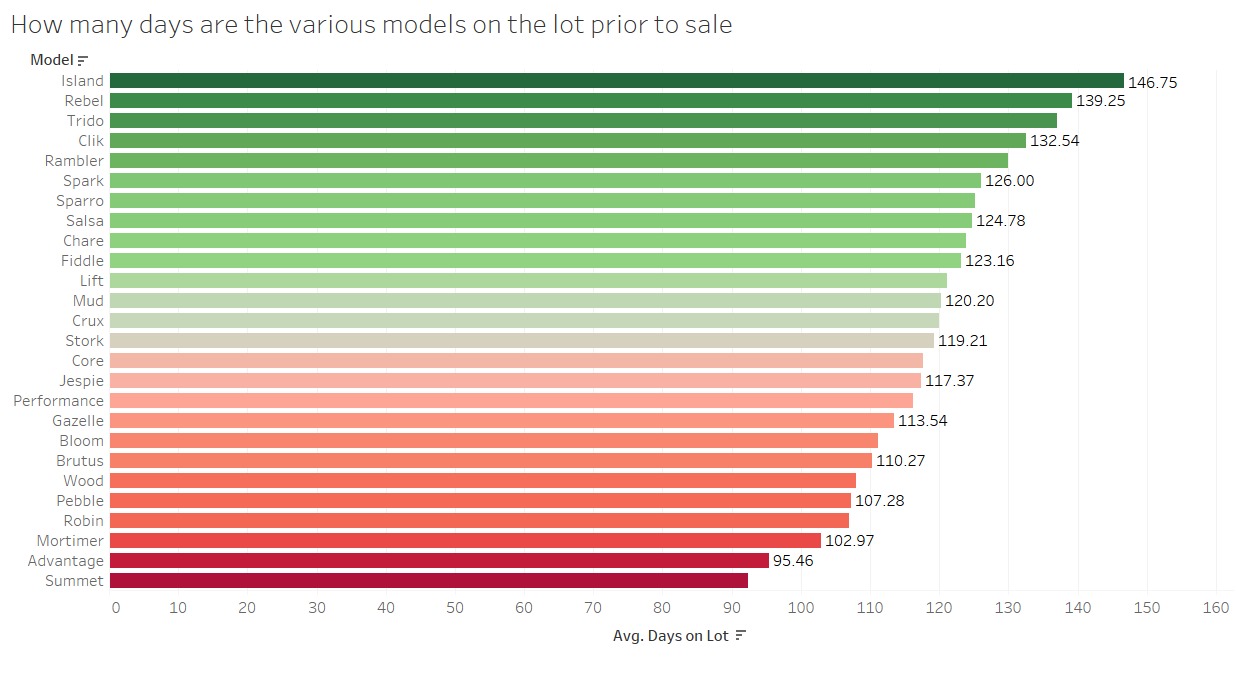 How many days are the various models on the lot prior to sale
Model
Island 146.75
Rebel 139.25
Trido
Clik 132.54
Rambler
Spark 126.00
Sparro
Salsa 124.78
Chare
Fiddle 123.16
Lift
Mud 120.20
Crux
Stork 119.21
Core
Jespie 117.37
Performance
Gazelle 113.54
Bloom
Brutus 110.27
Wood
Pebble 107.28
Robin
Mortimer 102.97
Advantage 95.46
Summet
0 10 20 30 40 50 60 70 80 90 100 110 120 130 140 150 160
Avg. Days on Lot